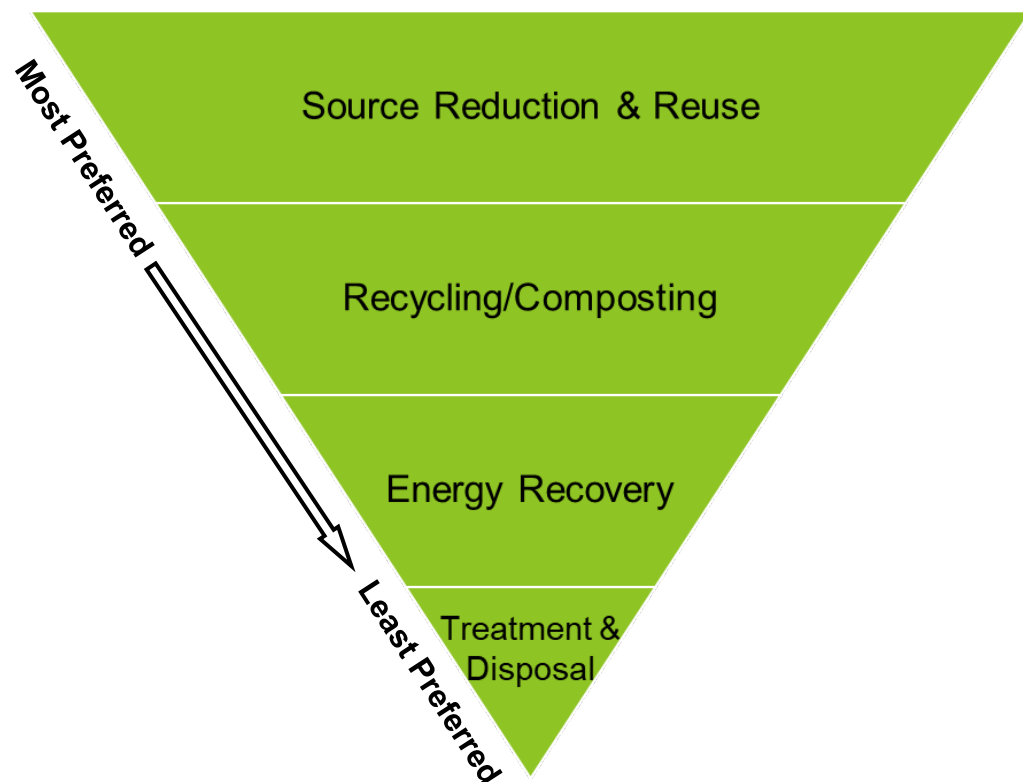 Most Preferred
Source Reduction & Reuse
Recycling/Composting
Energy Recovery
Least Preferred
Treatment &
Disposal